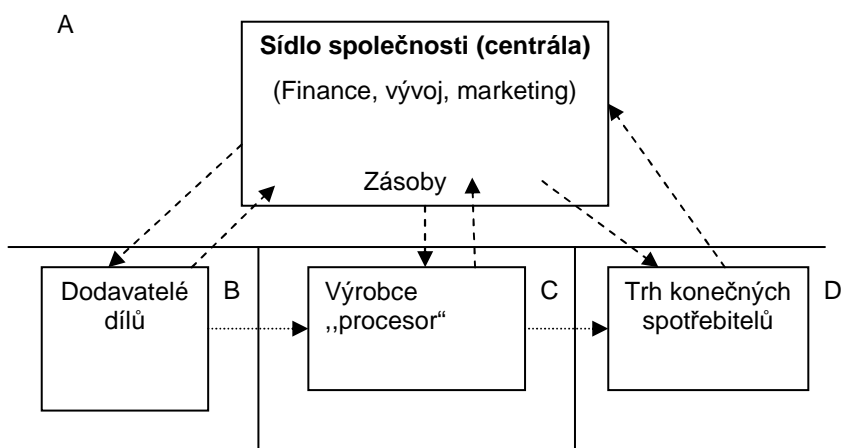 A
Sídlo společnosti (centrála)
(Finance, vývoj, marketing)
Zásoby
Dodavatelé
dílů
B
Výrobce
,,procesor“
C
Trh konečných
spotřebitelů
D